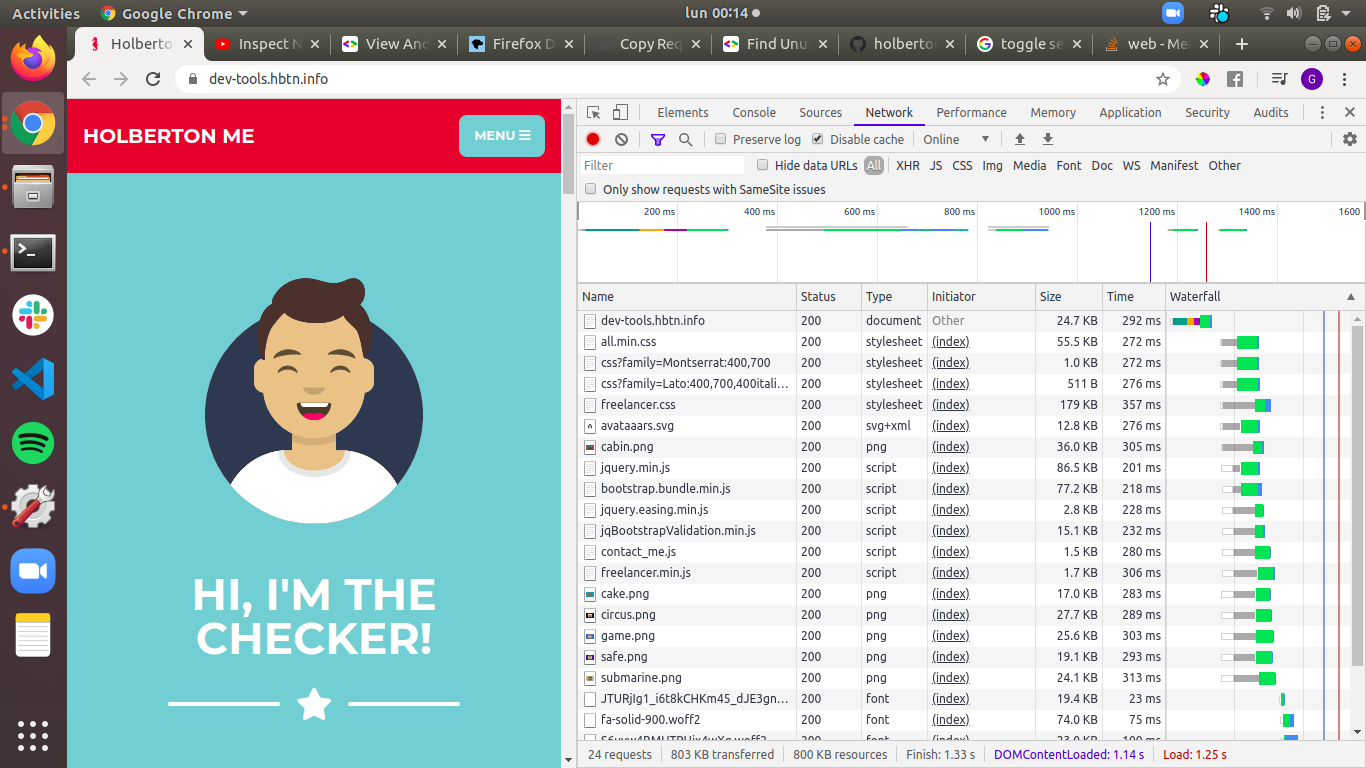 Activities Google Chrome lun 00:14
Holberton Inspect N View And Firefox D Copy Req Find Unu holberton toggle se web - Me
dev-tools.hbtn.info G
HOLBERTON ME
MENU
HI, I'M THE
CHECKER!
Elements Console Sources Network Performance Memory Application Security Audits
Preserve log Disable cache Online
Filter Hide data URLs All XHR JS CSS Img Media Font Doc WS Manifest Other
Only show requests with SameSite issues
200 ms 400 ms 600 ms 800 ms 1000 ms 1200 ms 1400 ms 1600
Name Status Type Initiator Size Time Waterfall
dev-tools.hbtn.info 200 document Other 24.7 KB 292 ms
all.min.css 200 stylesheet (index) 55.5 KB 272 ms
css?family=Montserrat:400,700 200 stylesheet (index) 1.0 KB 272 ms
css?family=Lato:400,700,400itali… 200 stylesheet (index) 511 B 276 ms
freelancer.css 200 stylesheet (index) 179 KB 357 ms
avataaars.svg 200 svg+xml (index) 12.8 KB 276 ms
cabin.png 200 png (index) 36.0 KB 305 ms
jquery.min.js 200 script (index) 86.5 KB 201 ms
bootstrap.bundle.min.js 200 script (index) 77.2 KB 218 ms
jquery.easing.min.js 200 script (index) 2.8 KB 228 ms
jqBootstrapValidation.min.js 200 script (index) 15.1 KB 232 ms
contact_me.js 200 script (index) 1.5 KB 280 ms
freelancer.min.js 200 script (index) 1.7 KB 306 ms
cake.png 200 png (index) 17.0 KB 283 ms
circus.png 200 png (index) 27.7 KB 289 ms
game.png 200 png (index) 25.6 KB 303 ms
safe.png 200 png (index) 19.1 KB 293 ms
submarine.png 200 png (index) 24.1 KB 313 ms
JTURjIg1_i6t8kCHKm45_dJE3gn… 200 font (index) 19.4 KB 23 ms
fa-solid-900.woff2 200 font (index) 74.0 KB 75 ms
200 font (index) 23.0 KB 100 ms
24 requests 803 KB transferred 800 KB resources Finish: 1.33 s DOMContentLoaded: 1.14 s Load: 1.25 s